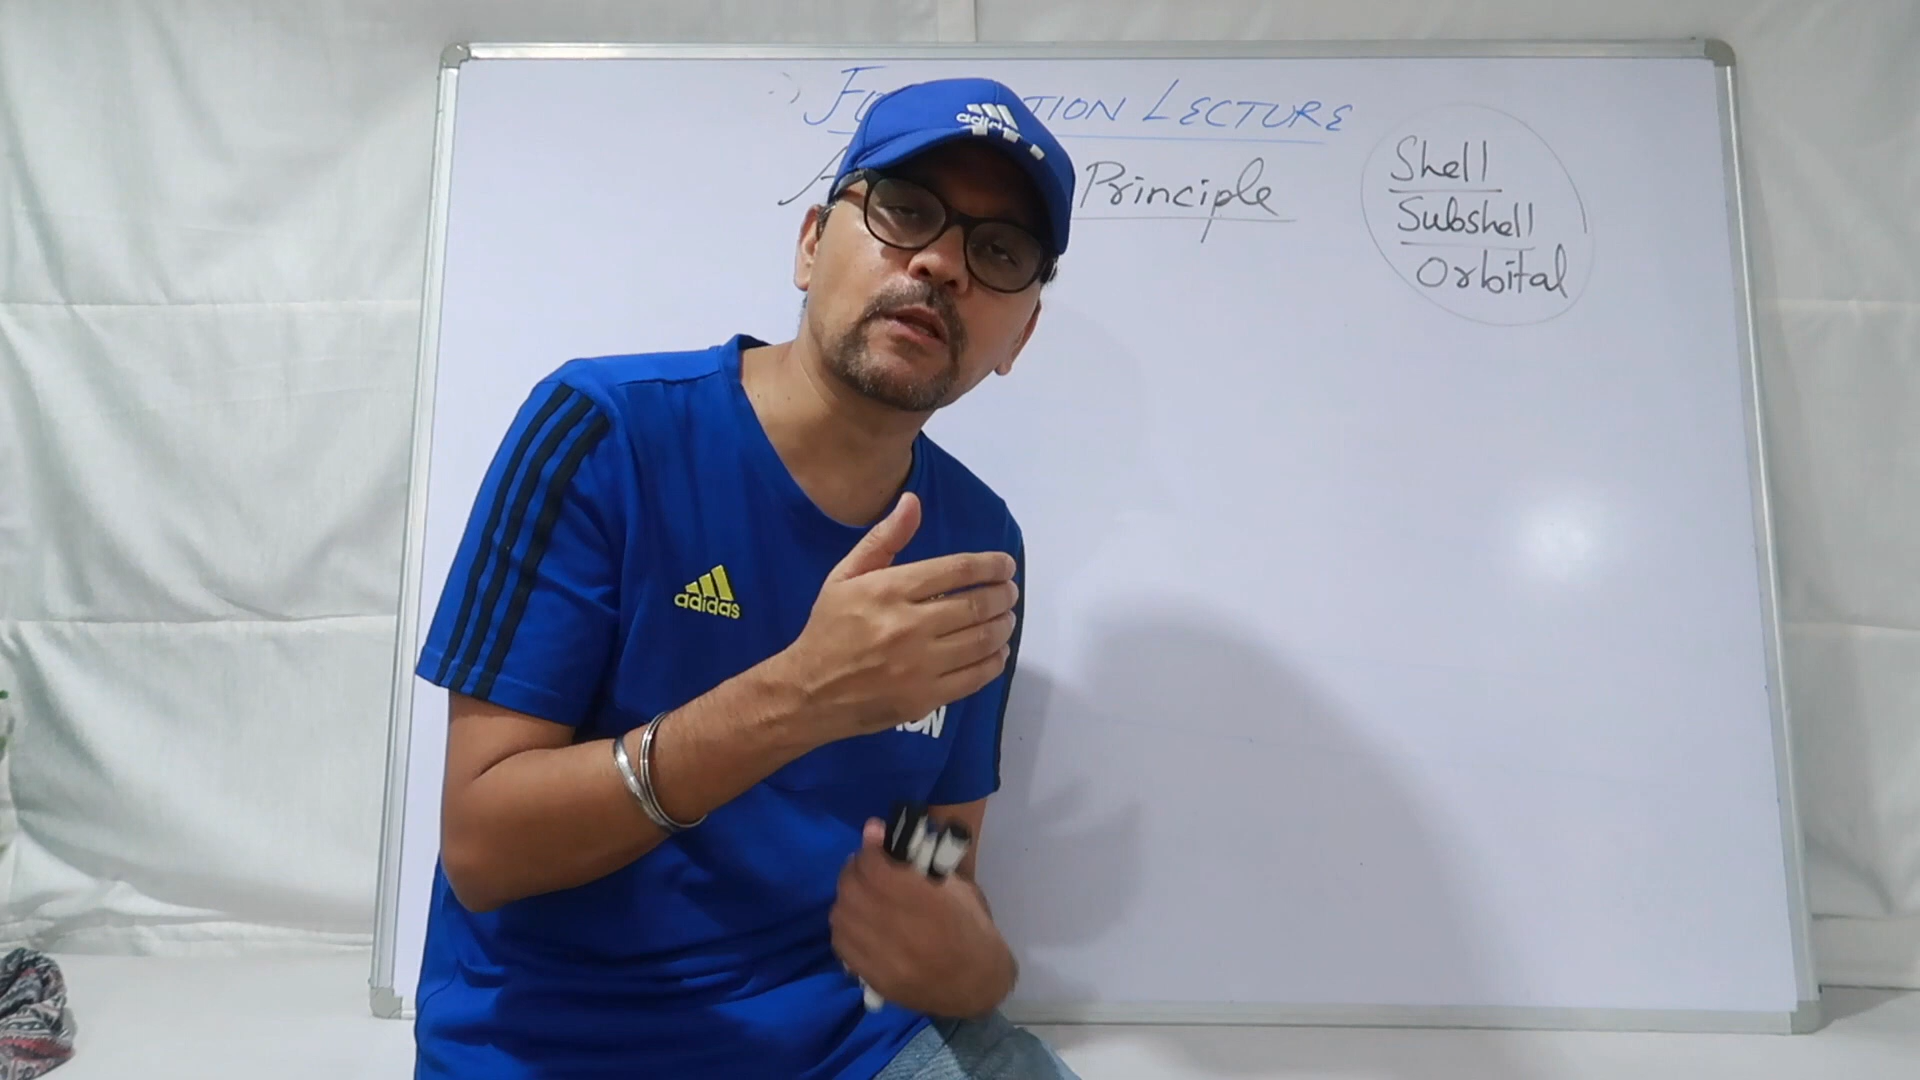 LECTURE
Principle
Shell
Subshell
Orbital
adidas
adidas